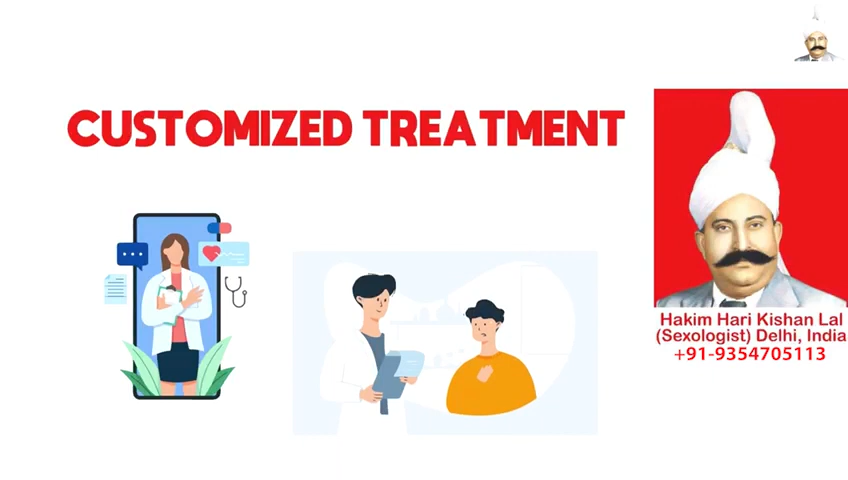 CUSTOMIZED TREATMENT
Hakim Hari Kishan Lal
(Sexologist) Delhi, India
+91-9354705113